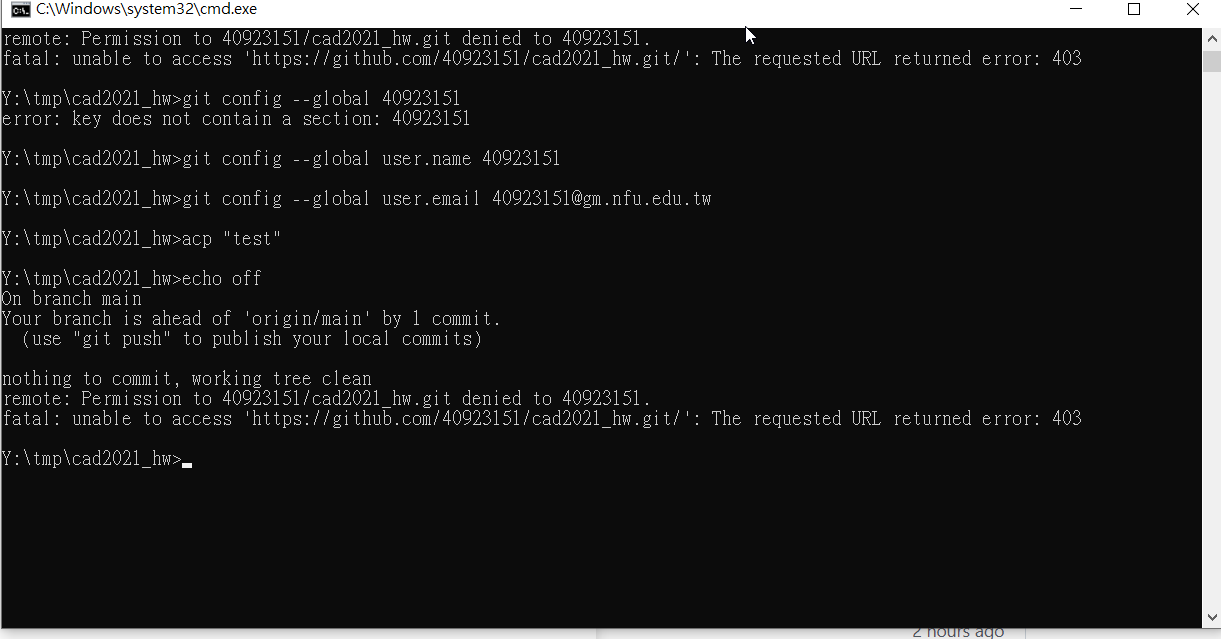 C:\Windows\system32\cmd.exe
remote: Permission to 40923151/cad2021_hw.git denied to 40923151.
fatal: unable to access 'https://github.com/40923151/cad2021_hw.git/': The requested URL returned error: 403
Y:\tmp\cad2021_hw>git config --global 40923151
error: key does not contain a section: 40923151
Y:\tmp\cad2021_hw>git config --global user.name 40923151
Y:\tmp\cad2021_hw>git config --global user.email 40923151@gm.nfu.edu.tw
Y:\tmp\cad2021_hw>acp "test"
Y:\tmp\cad2021_hw>echo off
On branch main
Your branch is ahead of 'origin/main' by 1 commit.
  (use "git push" to publish your local commits)
nothing to commit, working tree clean
remote: Permission to 40923151/cad2021_hw.git denied to 40923151.
fatal: unable to access 'https://github.com/40923151/cad2021_hw.git/': The requested URL returned error: 403
Y:\tmp\cad2021_hw>
2 hours ago